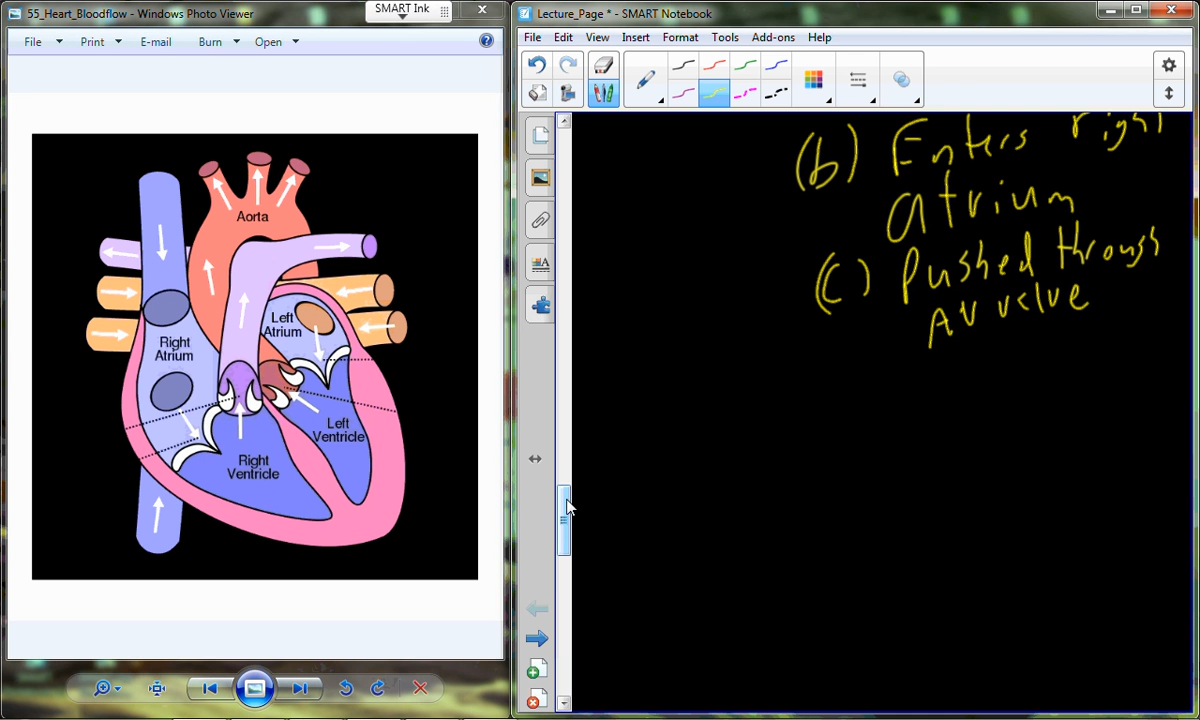 55_Heart_Bloodflow - Windows Photo Viewer
SMART Ink
File Print E-mail Burn Open
Aorta
Left
Atrium
Right
Atrium
Left
Ventricle
Right
Ventricle
Lecture_Page * - SMART Notebook
File Edit View Insert Format Tools Add-ons Help
(b) Enters right
atrium
(c) Pushed through
AV valve